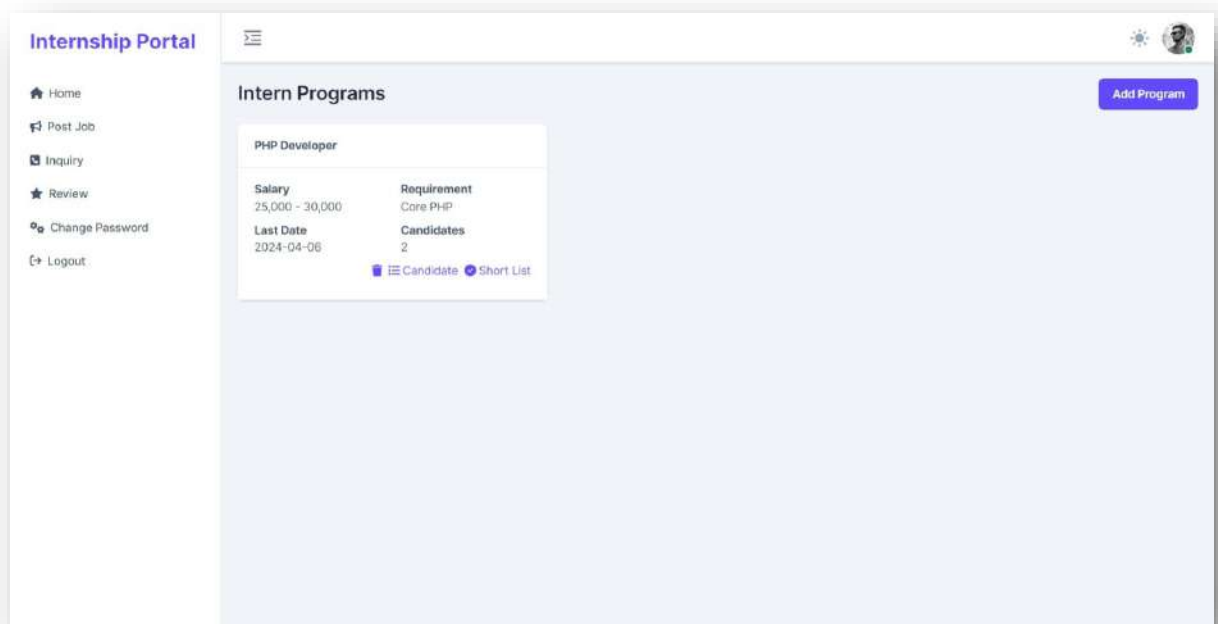 Internship Portal
Home
Post Job
Inquiry
Review
Change Password
Logout
Intern Programs
Add Program
PHP Developer
Salary Requirement
25,000 - 30,000 Core PHP
Last Date Candidates
2024-04-06 2
Candidate Short List